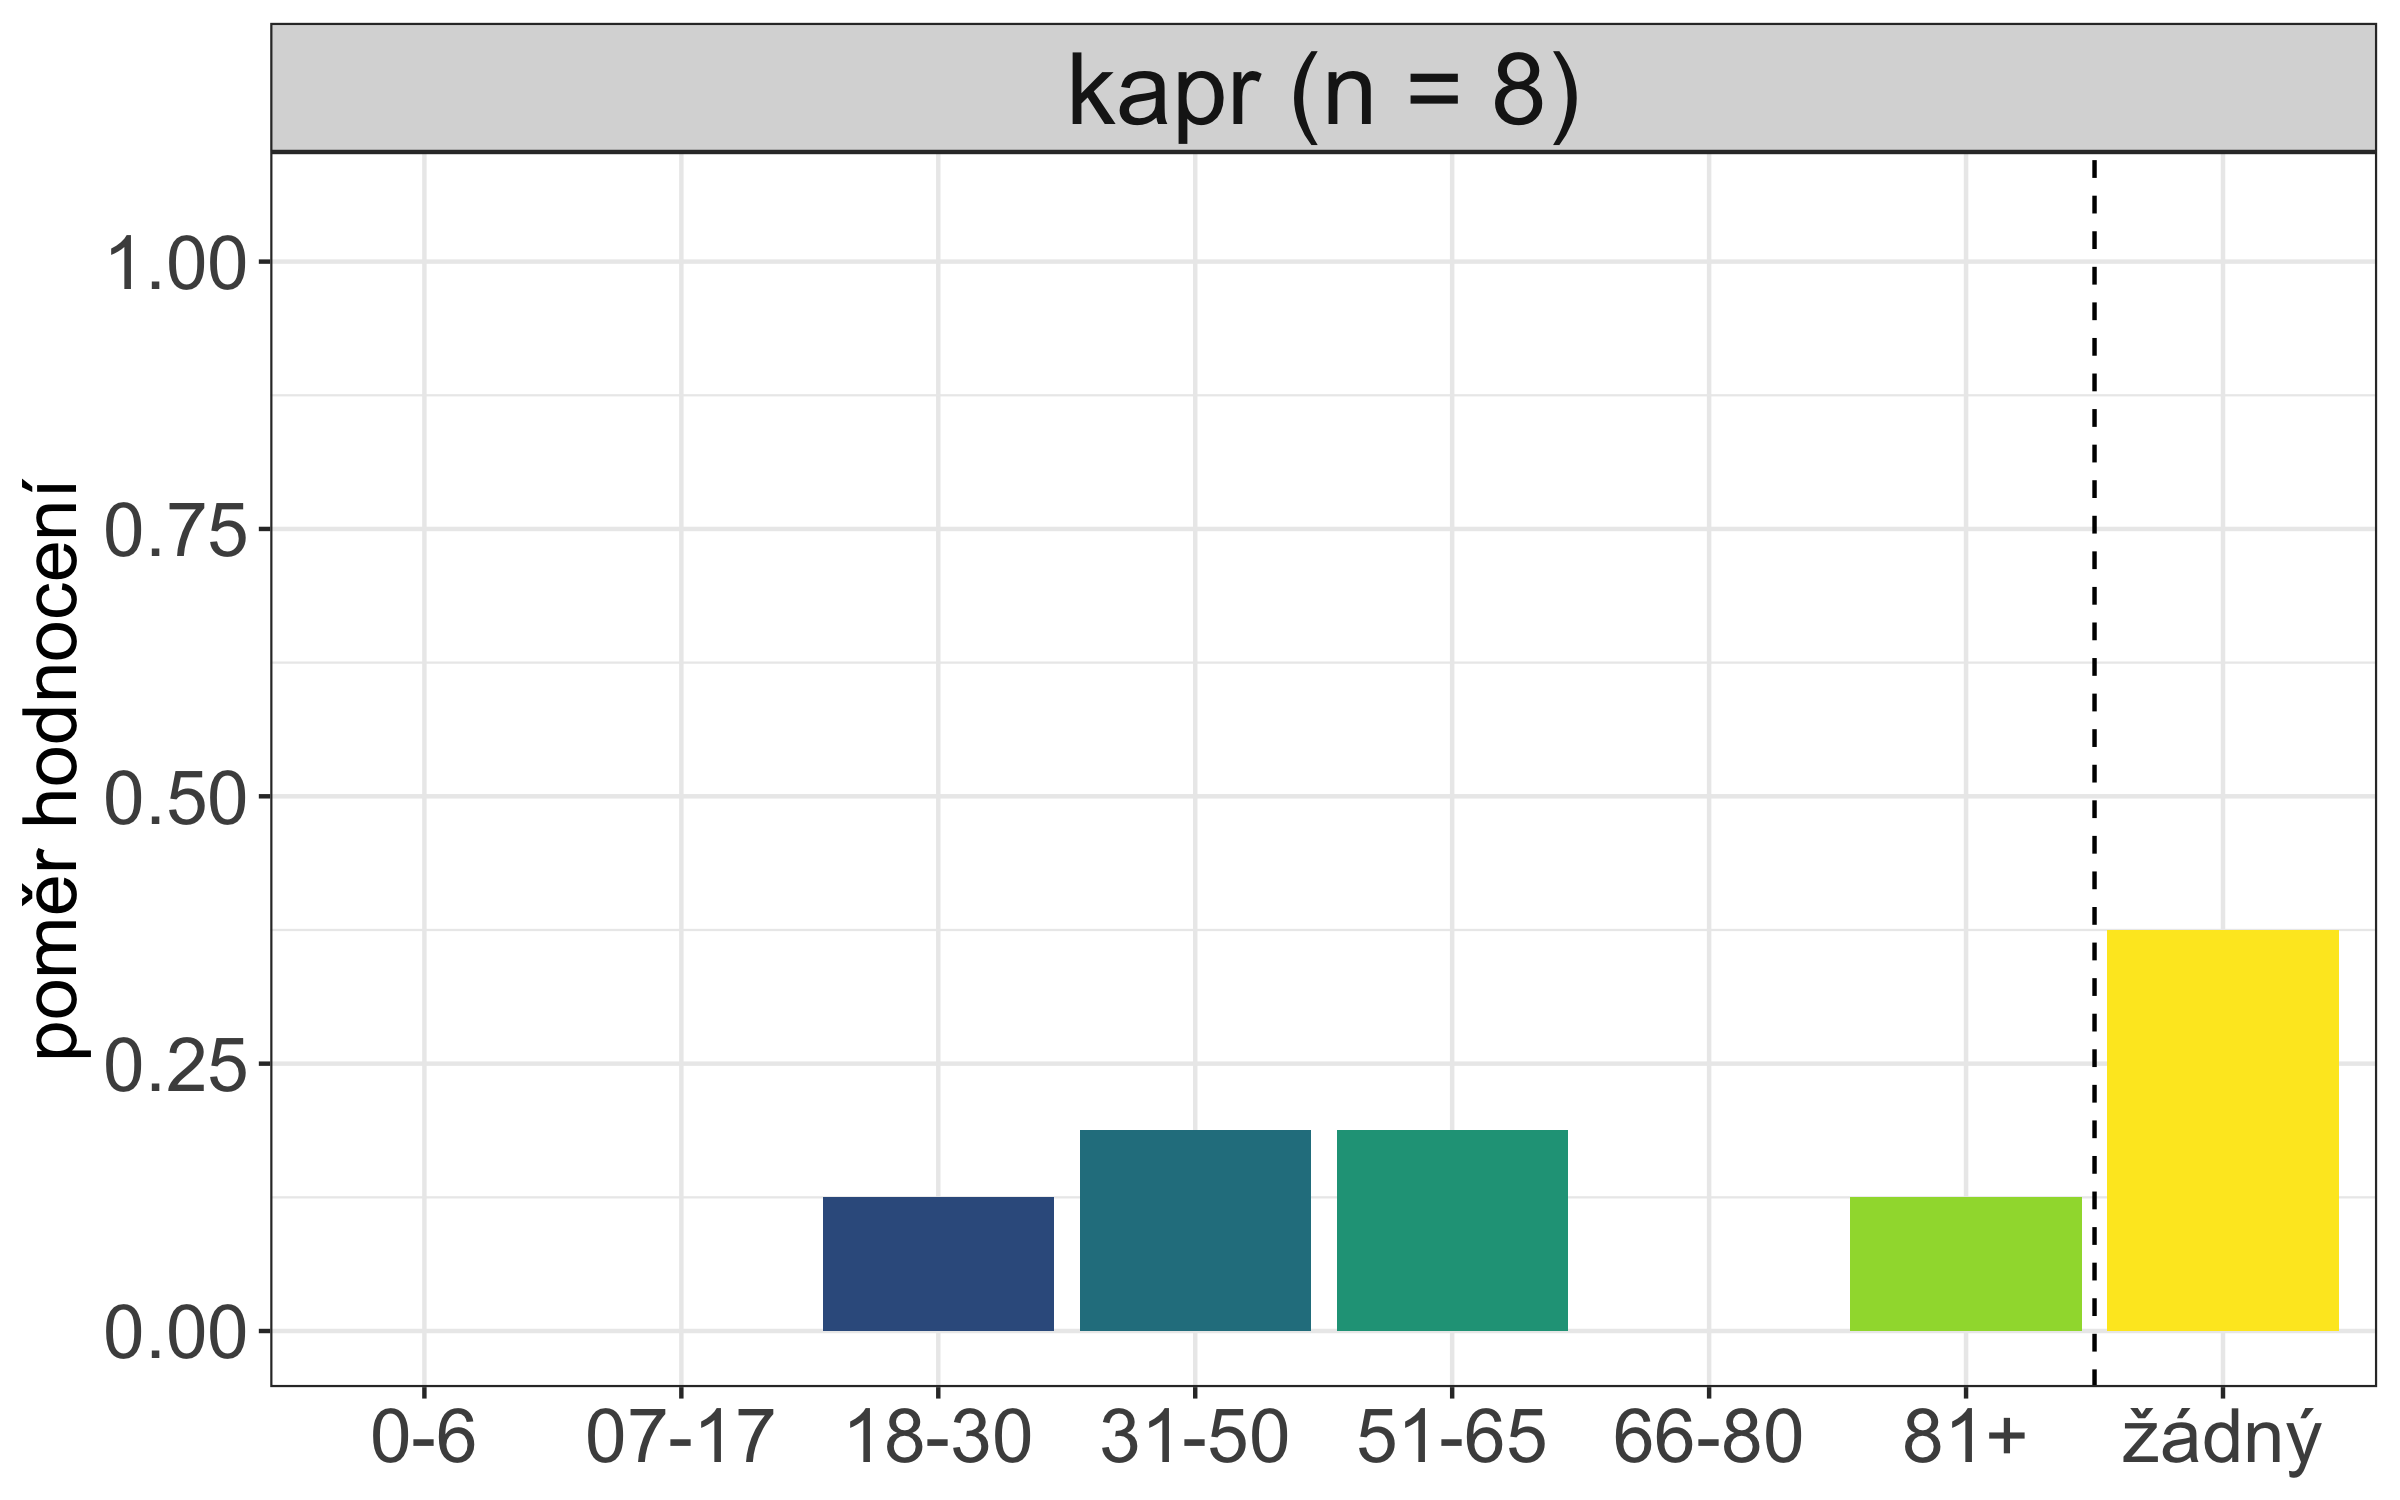 kapr (n = 8)
poměr hodnocení
1.00
0.75
0.50
0.25
0.00
0-6 07-17 18-30 31-50 51-65 66-80 81+ žádný